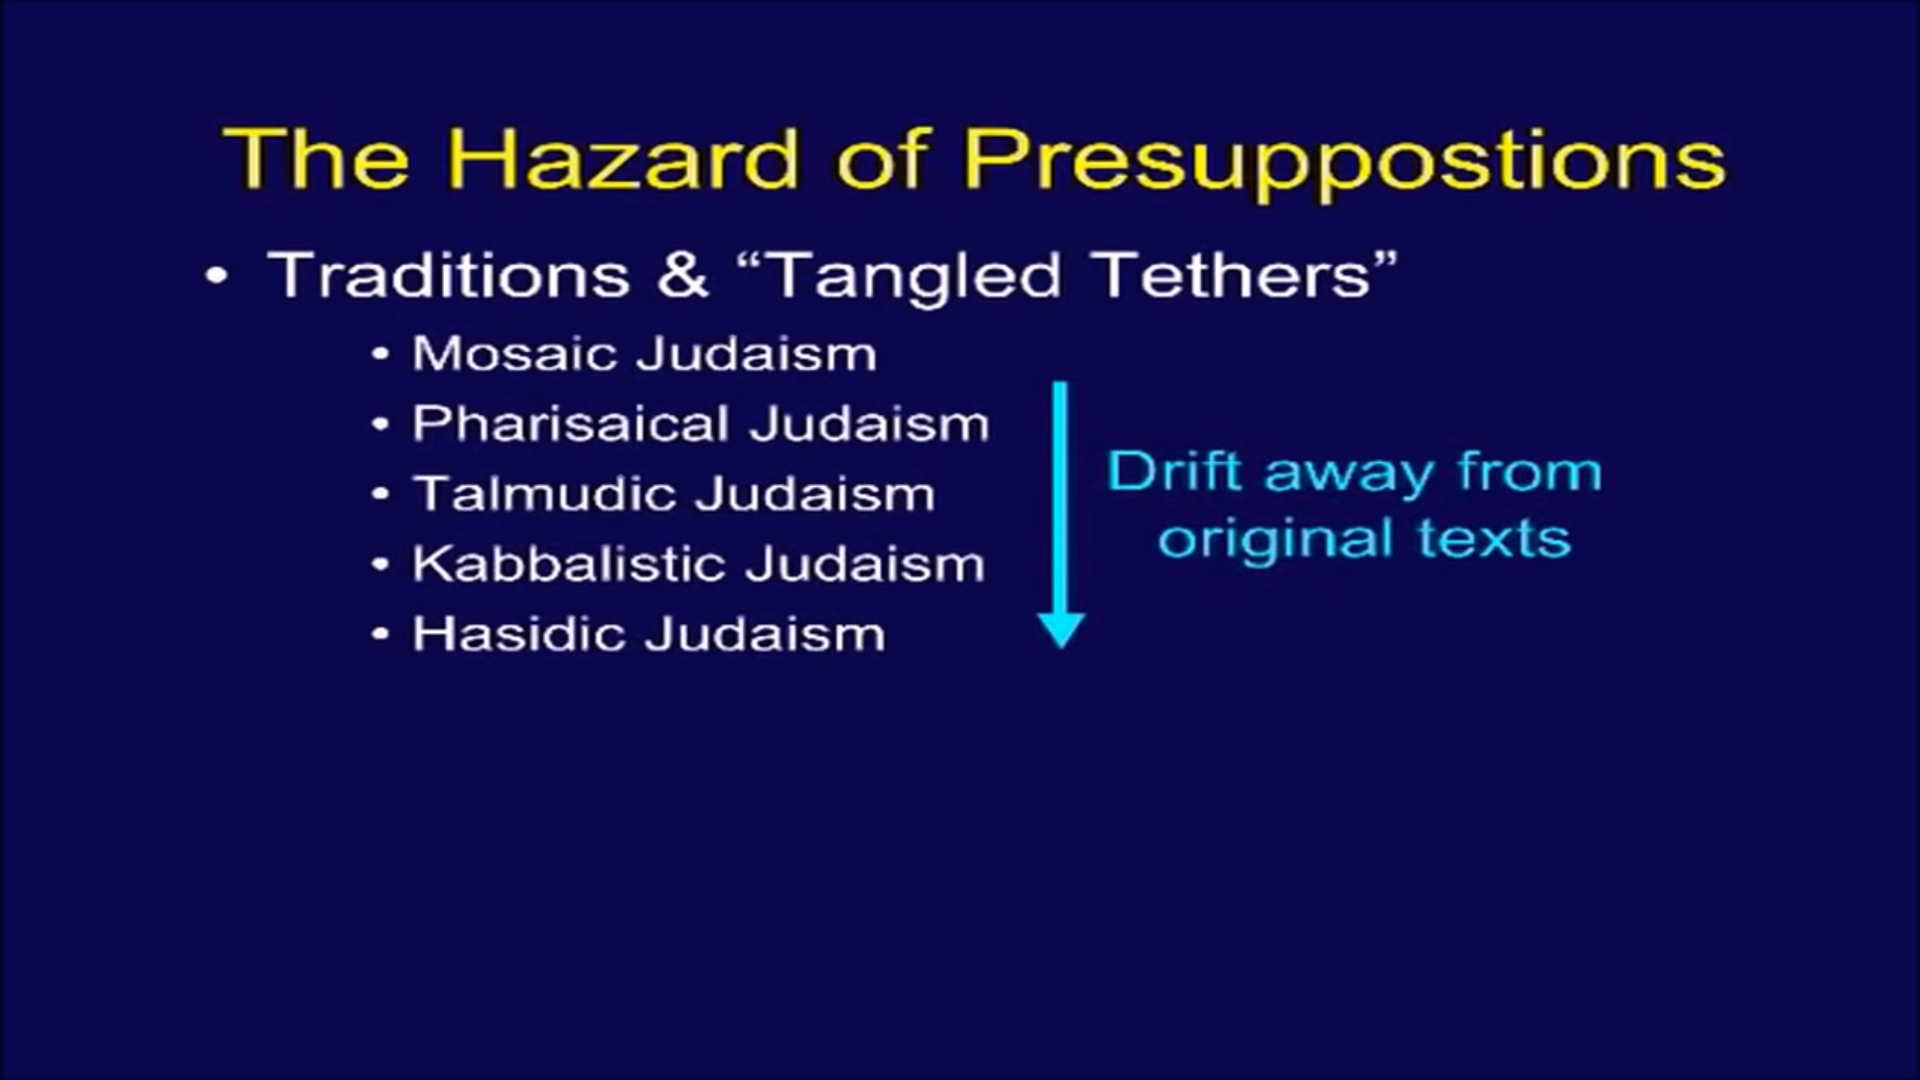 The Hazard of Presuppostions
• Traditions & “Tangled Tethers”
• Mosaic Judaism
• Pharisaical Judaism
• Talmudic Judaism
• Kabbalistic Judaism
• Hasidic Judaism
Drift away from
original texts